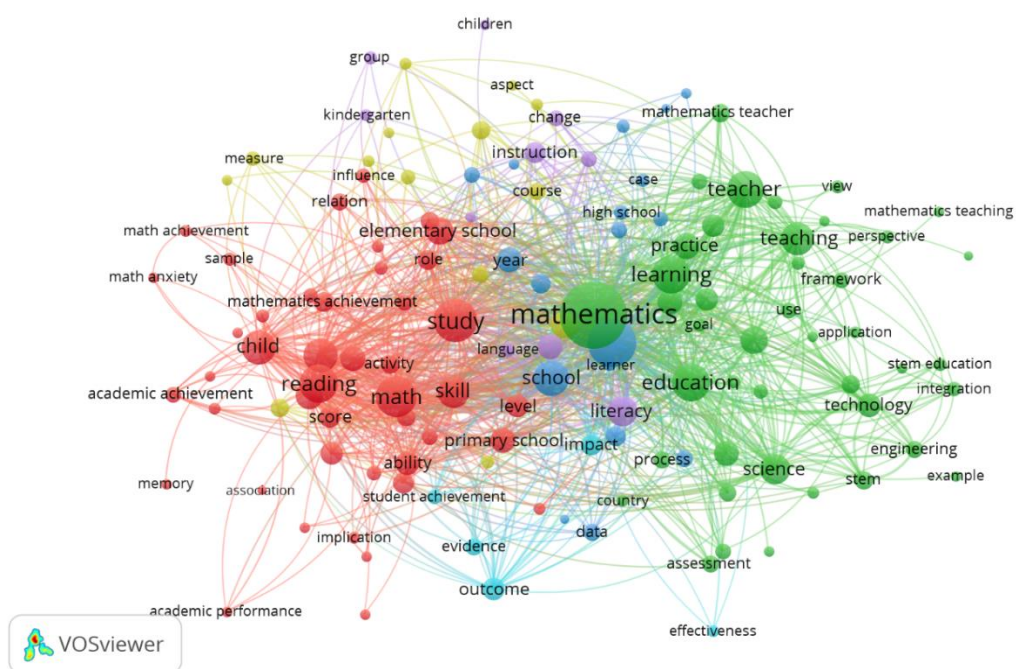 children
group
aspect
kindergarten
change
mathematics teacher
instruction
measure
influence
case
course
teacher
view
relation
high school
mathematics teaching
math achievement
elementary school
practice
teaching
perspective
sample
role
year
math anxiety
learning
framework
mathematics achievement
mathematics
use
study
goal
application
child
language
activity
learner
stem education
reading
school
education
integration
academic achievement
math
skill
score
level
literacy
technology
primary school
impact
engineering
ability
process
science
memory
association
student achievement
country
stem
example
implication
data
evidence
assessment
outcome
academic performance
effectiveness
VOSviewer